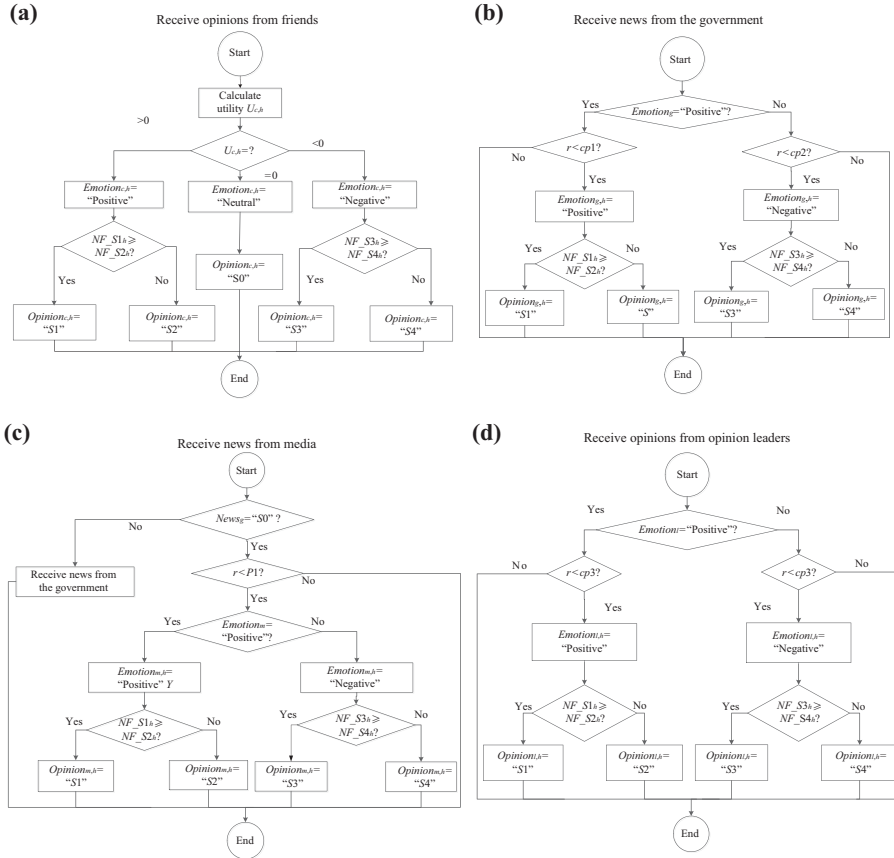 (a)
Receive opinions from friends
Start
Calculate
utility Uc,h
>0
Uc,h=?
<0
=0
Emotionc,h=
“Positive”
Emotionc,h=
“Neutral”
Emotionc,h=
“Negative”
NF_S1h⩾
NF_S2h?
NF_S3h⩾
NF_S4h?
Yes
No
Opinionc,h=
“S0”
Yes
No
Opinionc,h=
“S1”
Opinionc,h=
“S2”
Opinionc,h=
“S3”
Opinionc,h=
“S4”
End
(b)
Receive news from the government
Start
Yes
Emotiong=“Positive”?
No
r<cp1?
r<cp2?
No
No
Yes
Yes
Emotiong,h=
“Positive”
Emotiong,h=
“Negative”
Yes
NF_S1h⩾
NF_S2h?
No
Yes
NF_S3h⩾
NF_S4h?
No
Opiniong,h=
“S1”
Opiniong,h=
“S”
Opiniong,h=
“S3”
Opiniong,h=
“S4”
End
(c)
Receive news from media
Start
Newsg=“S0” ?
No
Yes
Receive news from
the government
r<P1?
No
Yes
Yes
Emotionm=
“Positive”?
No
Emotionm,h=
“Positive” Y
Emotionm,h=
“Negative”
Yes
NF_S1h⩾
NF_S2h?
No
Yes
NF_S3h⩾
NF_S4h?
No
Opinionm,h=
“S1”
Opinionm,h=
“S2”
Opinionm,h=
“S3”
Opinionm,h=
“S4”
End
(d)
Receive opinions from opinion leaders
Start
Yes
No
Emotionl=“Positive”?
No
r<cp3?
r<cp3?
No
Yes
Yes
Emotionl,h=
“Positive”
Emotionl,h=
“Negative”
Yes
NF_S1h⩾
NF_S2h?
No
Yes
NF_S3h⩾
NF_S4h?
No
Opinionl,h=
“S1”
Opinionl,h=
“S2”
Opinionl,h=
“S3”
Opinionl,h=
“S4”
End